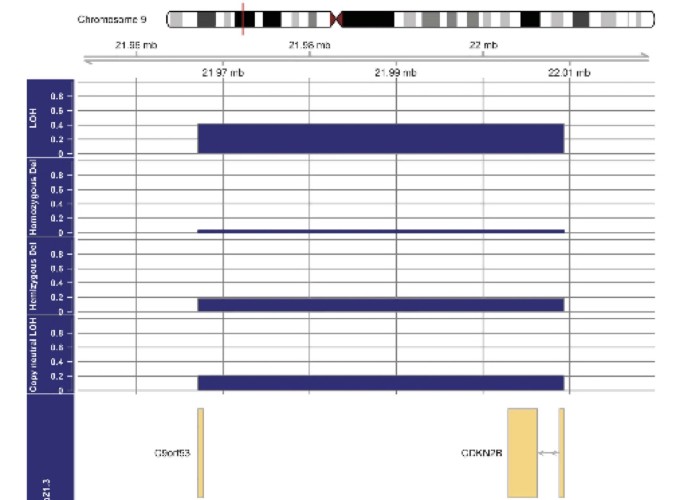 Chromosome 9
21.96 mb
21.98 mb
22 mb
21.97 mb
21.99 mb
22.01 mb
LOH
0.8
0.6
0.4
0.2
0
Homozygous Del
0.8
0.6
0.4
0.2
0
Hemizygous Del
0.8
0.6
0.4
0.2
0
Copy neutral LOH
0.8
0.6
0.4
0.2
0
C9orf53
CDKN2B
p21.3